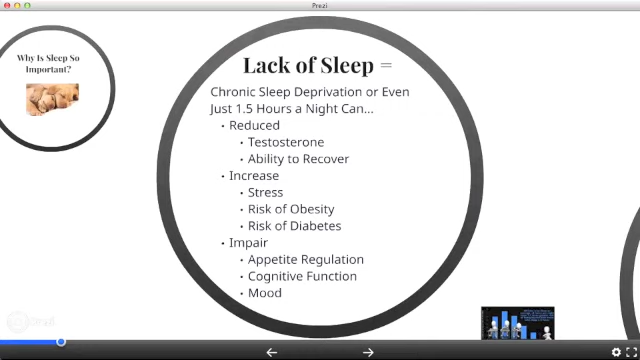 Prezi
Why Is Sleep So
Important?
Lack of Sleep =
Chronic Sleep Deprivation or Even
Just 1.5 Hours a Night Can...
• Reduced
• Testosterone
• Ability to Recover
• Increase
• Stress
• Risk of Obesity
• Risk of Diabetes
• Impair
• Appetite Regulation
• Cognitive Function
• Mood
Prezi